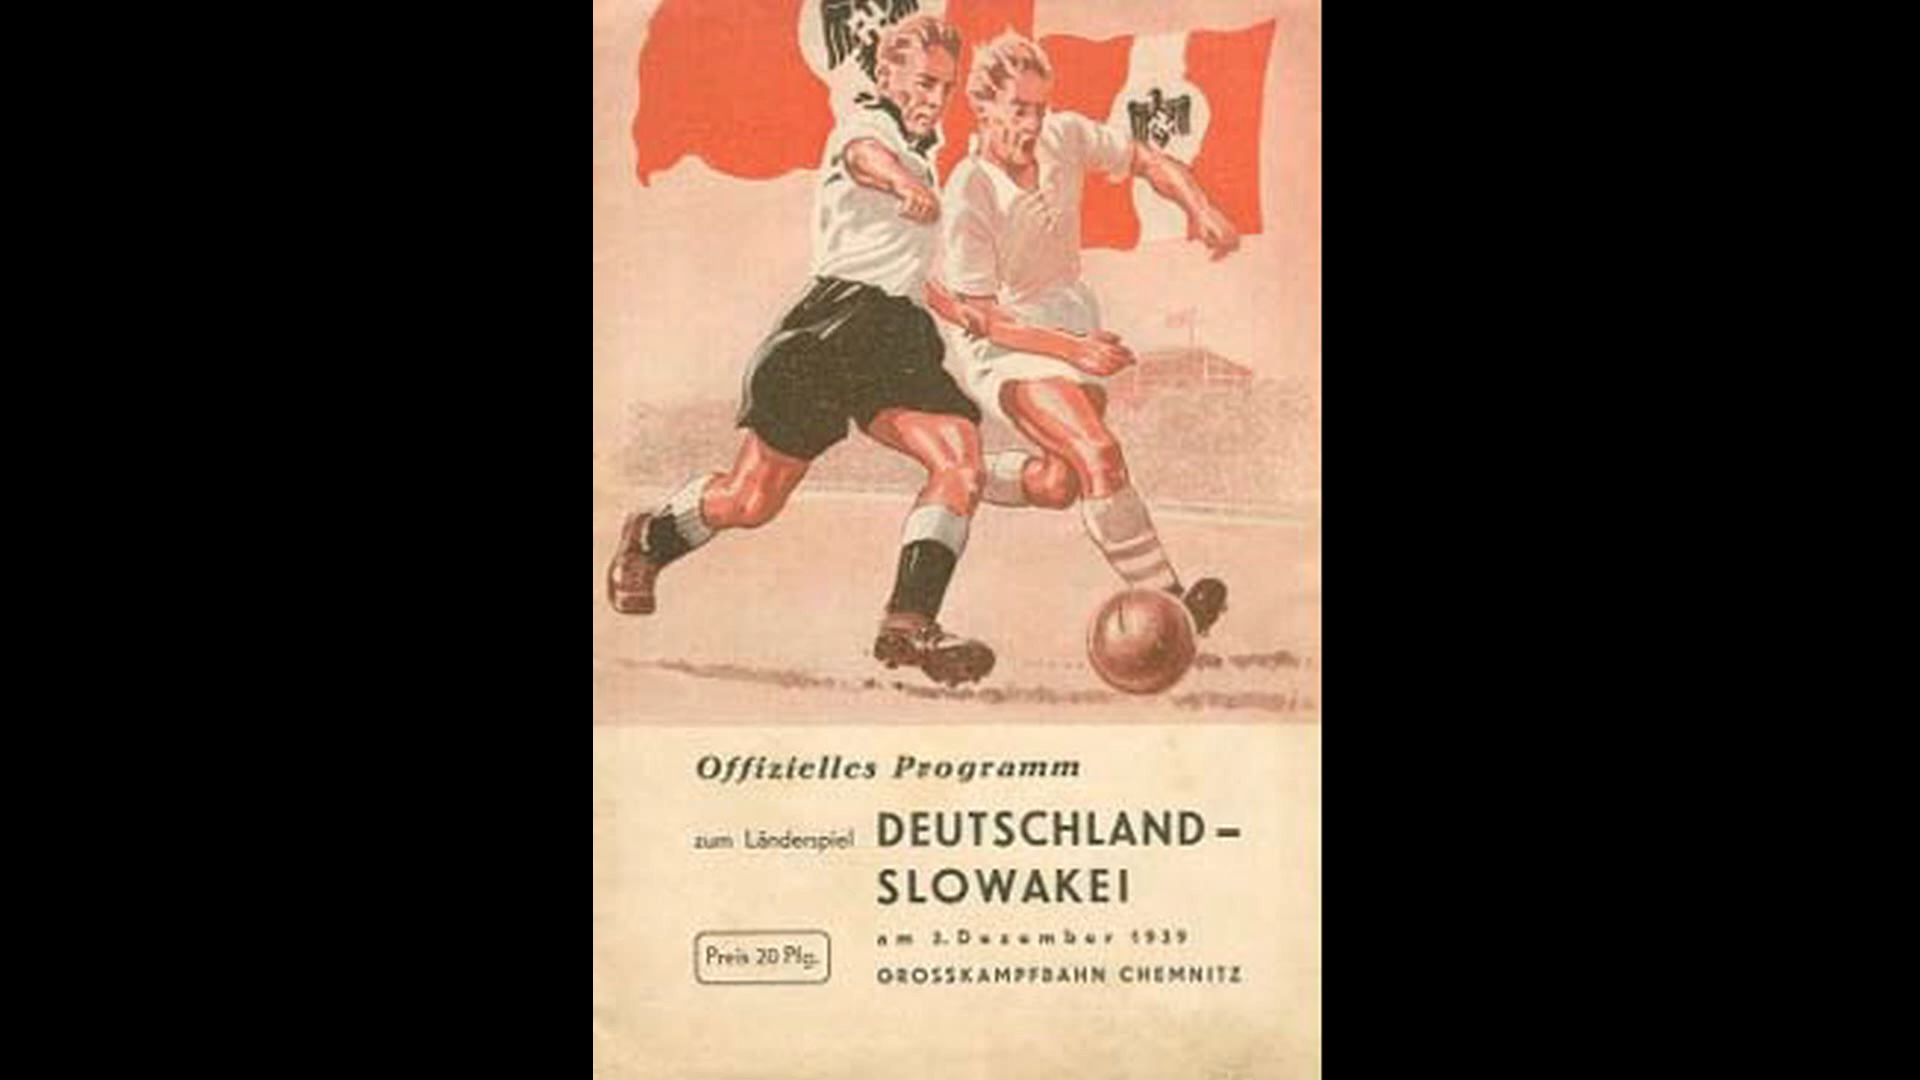 Offizielles Programm
zum Länderspiel DEUTSCHLAND-
SLOWAKEI
am 3. Dezember 1939
Preis 20 Pfg.
GROSSKAMPFBAHN CHEMNITZ